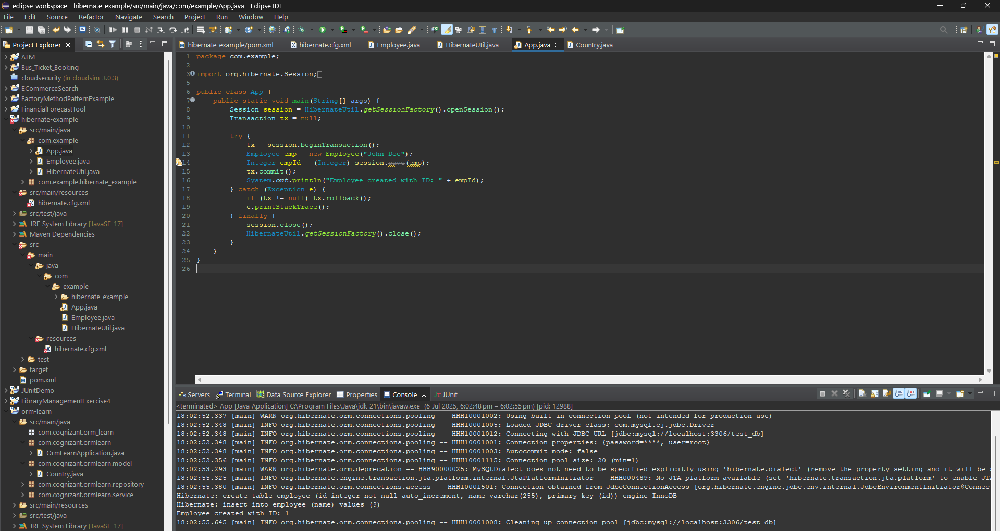 eclipse-workspace - hibernate-example/src/main/java/com/example/App.java - Eclipse IDE
File Edit Source Refactor Navigate Search Project Run Window Help
Project Explorer
ATM
Bus_Ticket_Booking
cloudsecurity (in cloudsim-3.0.3)
ECommerceSearch
FactoryMethodPatternExample
FinancialForecastTool
hibernate-example
src/main/java
com.example
App.java
Employee.java
HibernateUtil.java
com.example.hibernate_example
src/main/resources
hibernate.cfg.xml
src/test/java
JRE System Library [JavaSE-17]
Maven Dependencies
src
main
java
com
example
hibernate_example
App.java
Employee.java
HibernateUtil.java
resources
hibernate.cfg.xml
test
target
pom.xml
JUnitDemo
LibraryManagementExercise4
orm-learn
src/main/java
com.cognizant.orm_learn
com.cognizant.ormlearn
OrmLearnApplication.java
com.cognizant.ormlearn.model
Country.java
com.cognizant.ormlearn.repository
com.cognizant.ormlearn.service
src/main/resources
src/test/java
JRE System Library [JavaSE-17]
hibernate-example/pom.xml hibernate.cfg.xml Employee.java HibernateUtil.java App.java Country.java
1 package com.example;
2
3 import org.hibernate.Session;
5
6 public class App {
7 public static void main(String[] args) {
8 Session session = HibernateUtil.getSessionFactory().openSession();
9 Transaction tx = null;
10
11 try {
12 tx = session.beginTransaction();
13 Employee emp = new Employee("John Doe");
14 Integer empId = (Integer) session.save(emp);
15 tx.commit();
16 System.out.println("Employee created with ID: " + empId);
17 } catch (Exception e) {
18 if (tx != null) tx.rollback();
19 e.printStackTrace();
20 } finally {
21 session.close();
22 HibernateUtil.getSessionFactory().close();
23 }
24 }
25 }
26
Servers Terminal Data Source Explorer Properties Console JUnit
<terminated> App [Java Application] C:\Program Files\Java\jdk-21\bin\javaw.exe (6 Jul 2025, 6:02:48 pm – 6:02:55 pm) [pid: 12988]
18:02:52.337 [main] WARN org.hibernate.orm.connections.pooling -- HHH10001002: Using built-in connection pool (not intended for production use)
18:02:52.348 [main] INFO org.hibernate.orm.connections.pooling -- HHH10001005: Loaded JDBC driver class: com.mysql.cj.jdbc.Driver
18:02:52.348 [main] INFO org.hibernate.orm.connections.pooling -- HHH10001012: Connecting with JDBC URL [jdbc:mysql://localhost:3306/test_db]
18:02:52.348 [main] INFO org.hibernate.orm.connections.pooling -- HHH10001001: Connection properties: {password=****, user=root}
18:02:52.348 [main] INFO org.hibernate.orm.connections.pooling -- HHH10001003: Autocommit mode: false
18:02:52.356 [main] INFO org.hibernate.orm.connections.pooling -- HHH10001115: Connection pool size: 20 (min=1)
18:02:53.293 [main] WARN org.hibernate.orm.deprecation -- HHH90000025: MySQLDialect does not need to be specified explicitly using 'hibernate.dialect' (remove the property setting and it will be
18:02:55.325 [main] INFO org.hibernate.engine.transaction.jta.platform.internal.JtaPlatformInitiator -- HHH000489: No JTA platform available (set 'hibernate.transaction.jta.platform' to enable
18:02:55.380 [main] INFO org.hibernate.orm.connections.access -- HHH10001501: Connection obtained from JdbcConnectionAccess [org.hibernate.engine.jdbc.env.internal.JdbcEnvironmentInitiator$Connect
Hibernate: create table employee (id integer not null auto_increment, name varchar(255), primary key (id)) engine=InnoDB
Hibernate: insert into employee (name) values (?)
Employee created with ID: 1
18:02:55.645 [main] INFO org.hibernate.orm.connections.pooling -- HHH10001008: Cleaning up connection pool [jdbc:mysql://localhost:3306/test_db]